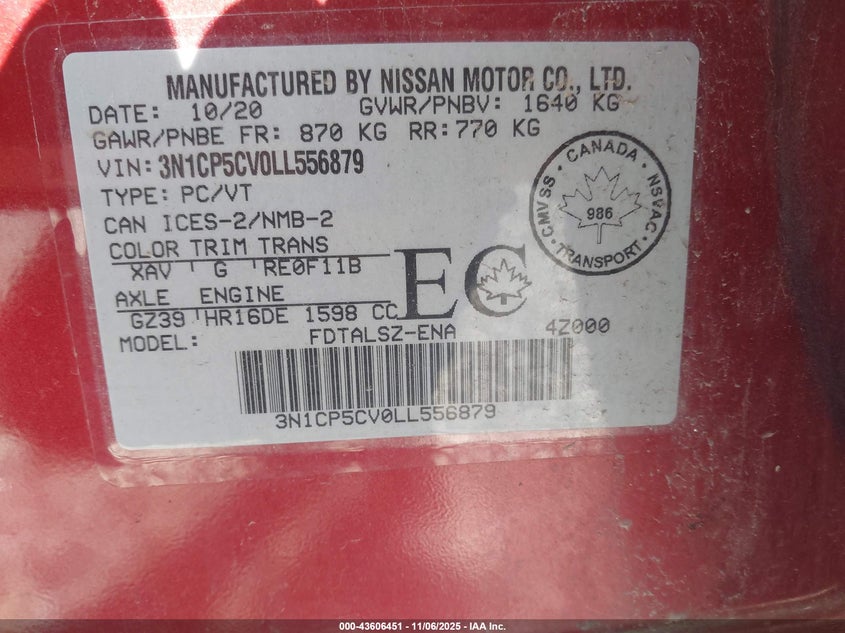 MANUFACTURED BY NISSAN MOTOR CO., LTD.
DATE: 10/20 GVWR/PNBV: 1640 KG
GAWR/PNBE FR: 870 KG RR: 770 KG
VIN: 3N1CP5CV0LL556879
TYPE: PC/VT
CAN ICES-2/NMB-2
COLOR TRIM TRANS
XAV G RE0F11B
AXLE ENGINE
GZ39 HR16DE 1598 CC
EC
MODEL: FDTALSZ-ENA 4Z000
3N1CP5CV0LL556879
CANADA
CMVSS
NSVAC
986
TRANSPORT
000-43606451 - 11/06/2025 - IAA Inc.